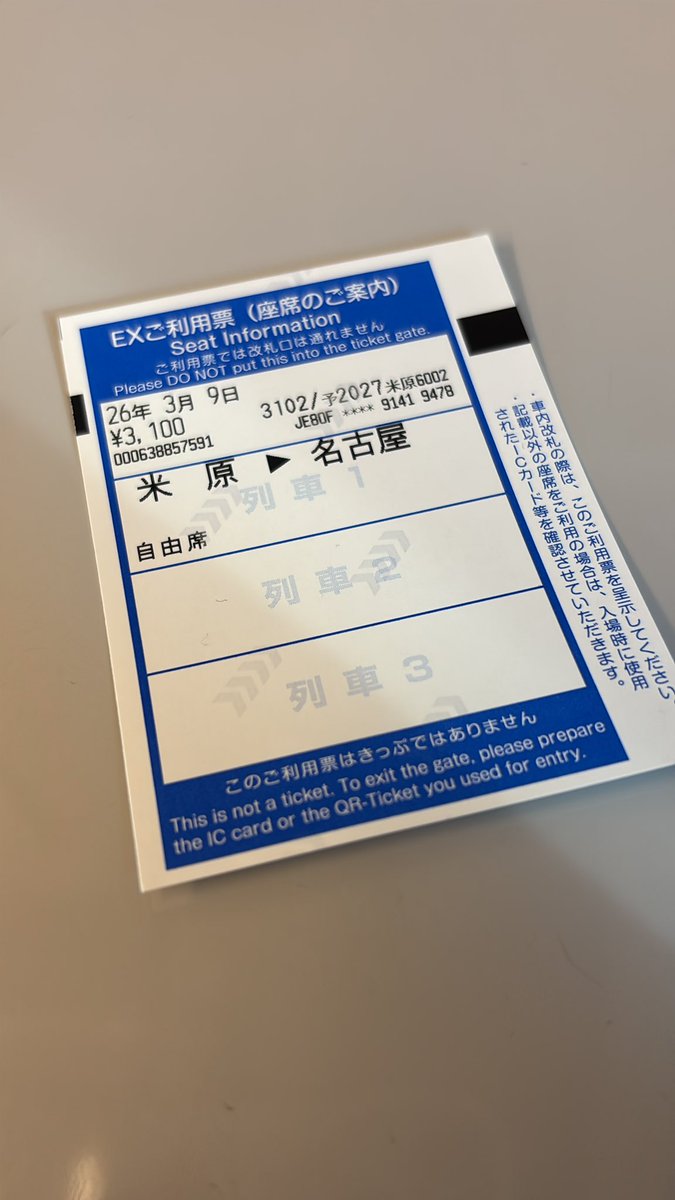 EXご利用票（座席のご案内）
Seat Information
ご利用票では改札口は通れません
Please DO NOT put this into the ticket gate.
26年 3月 9日
¥3,100
000638857591
3102/予2027米原6002
JE80F **** 9141 9478
米原▶名古屋
列車1
自由席
列車2
列車3
このご利用票はきっぷではありません
This is not a ticket. To exit the gate, please prepare
the IC card or the QR-Ticket you used for entry.
・車内改札の際は、このご利用票を呈示してください。
・記載以外の座席をご利用の場合は、入場時に使用
されたICカード等を確認させていただきます。